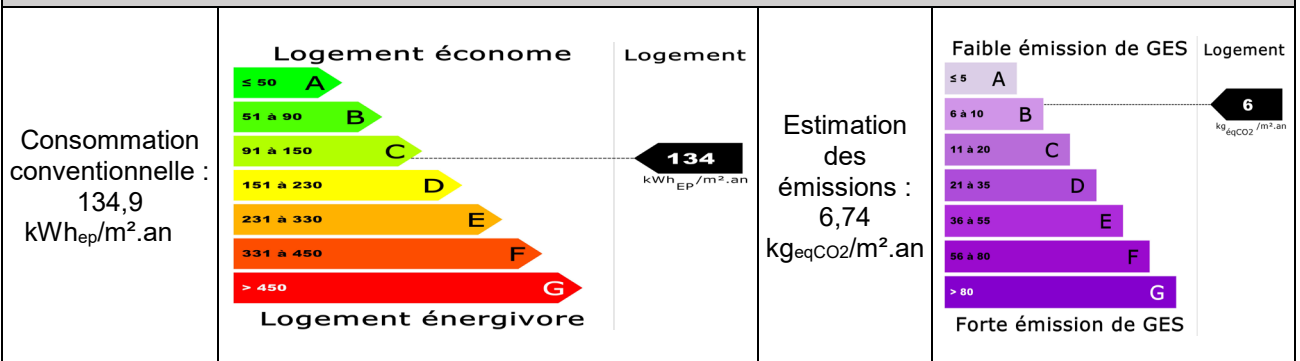 Consommation
conventionnelle :
134,9
kWhep/m².an
Logement économe
Logement
≤ 50 A
51 à 90 B
91 à 150 C
134
kWhEP/m².an
151 à 230 D
231 à 330 E
331 à 450 F
> 450 G
Logement énergivore
Estimation
des
émissions :
6,74
kgeqCO2/m².an
Faible émission de GES
Logement
≤ 5 A
6 à 10 B
6
kgéqCO2/m².an
11 à 20 C
21 à 35 D
36 à 55 E
56 à 80 F
> 80 G
Forte émission de GES